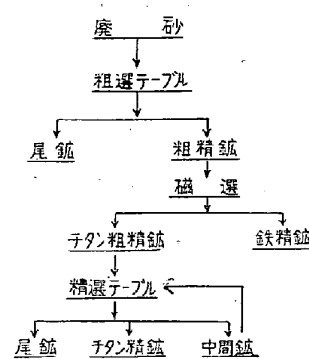 廃砂
粗選テーブル
尾鉱 粗精鉱
磁選
チタン粗精鉱 鉄精鉱
精選テーブル
尾鉱 チタン精鉱 中間鉱